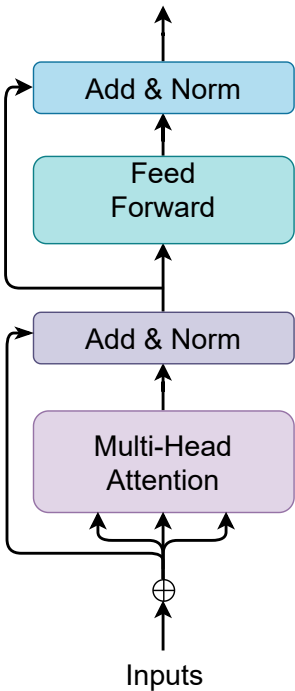 Add & Norm
Feed
Forward
Add & Norm
Multi-Head
Attention
Inputs